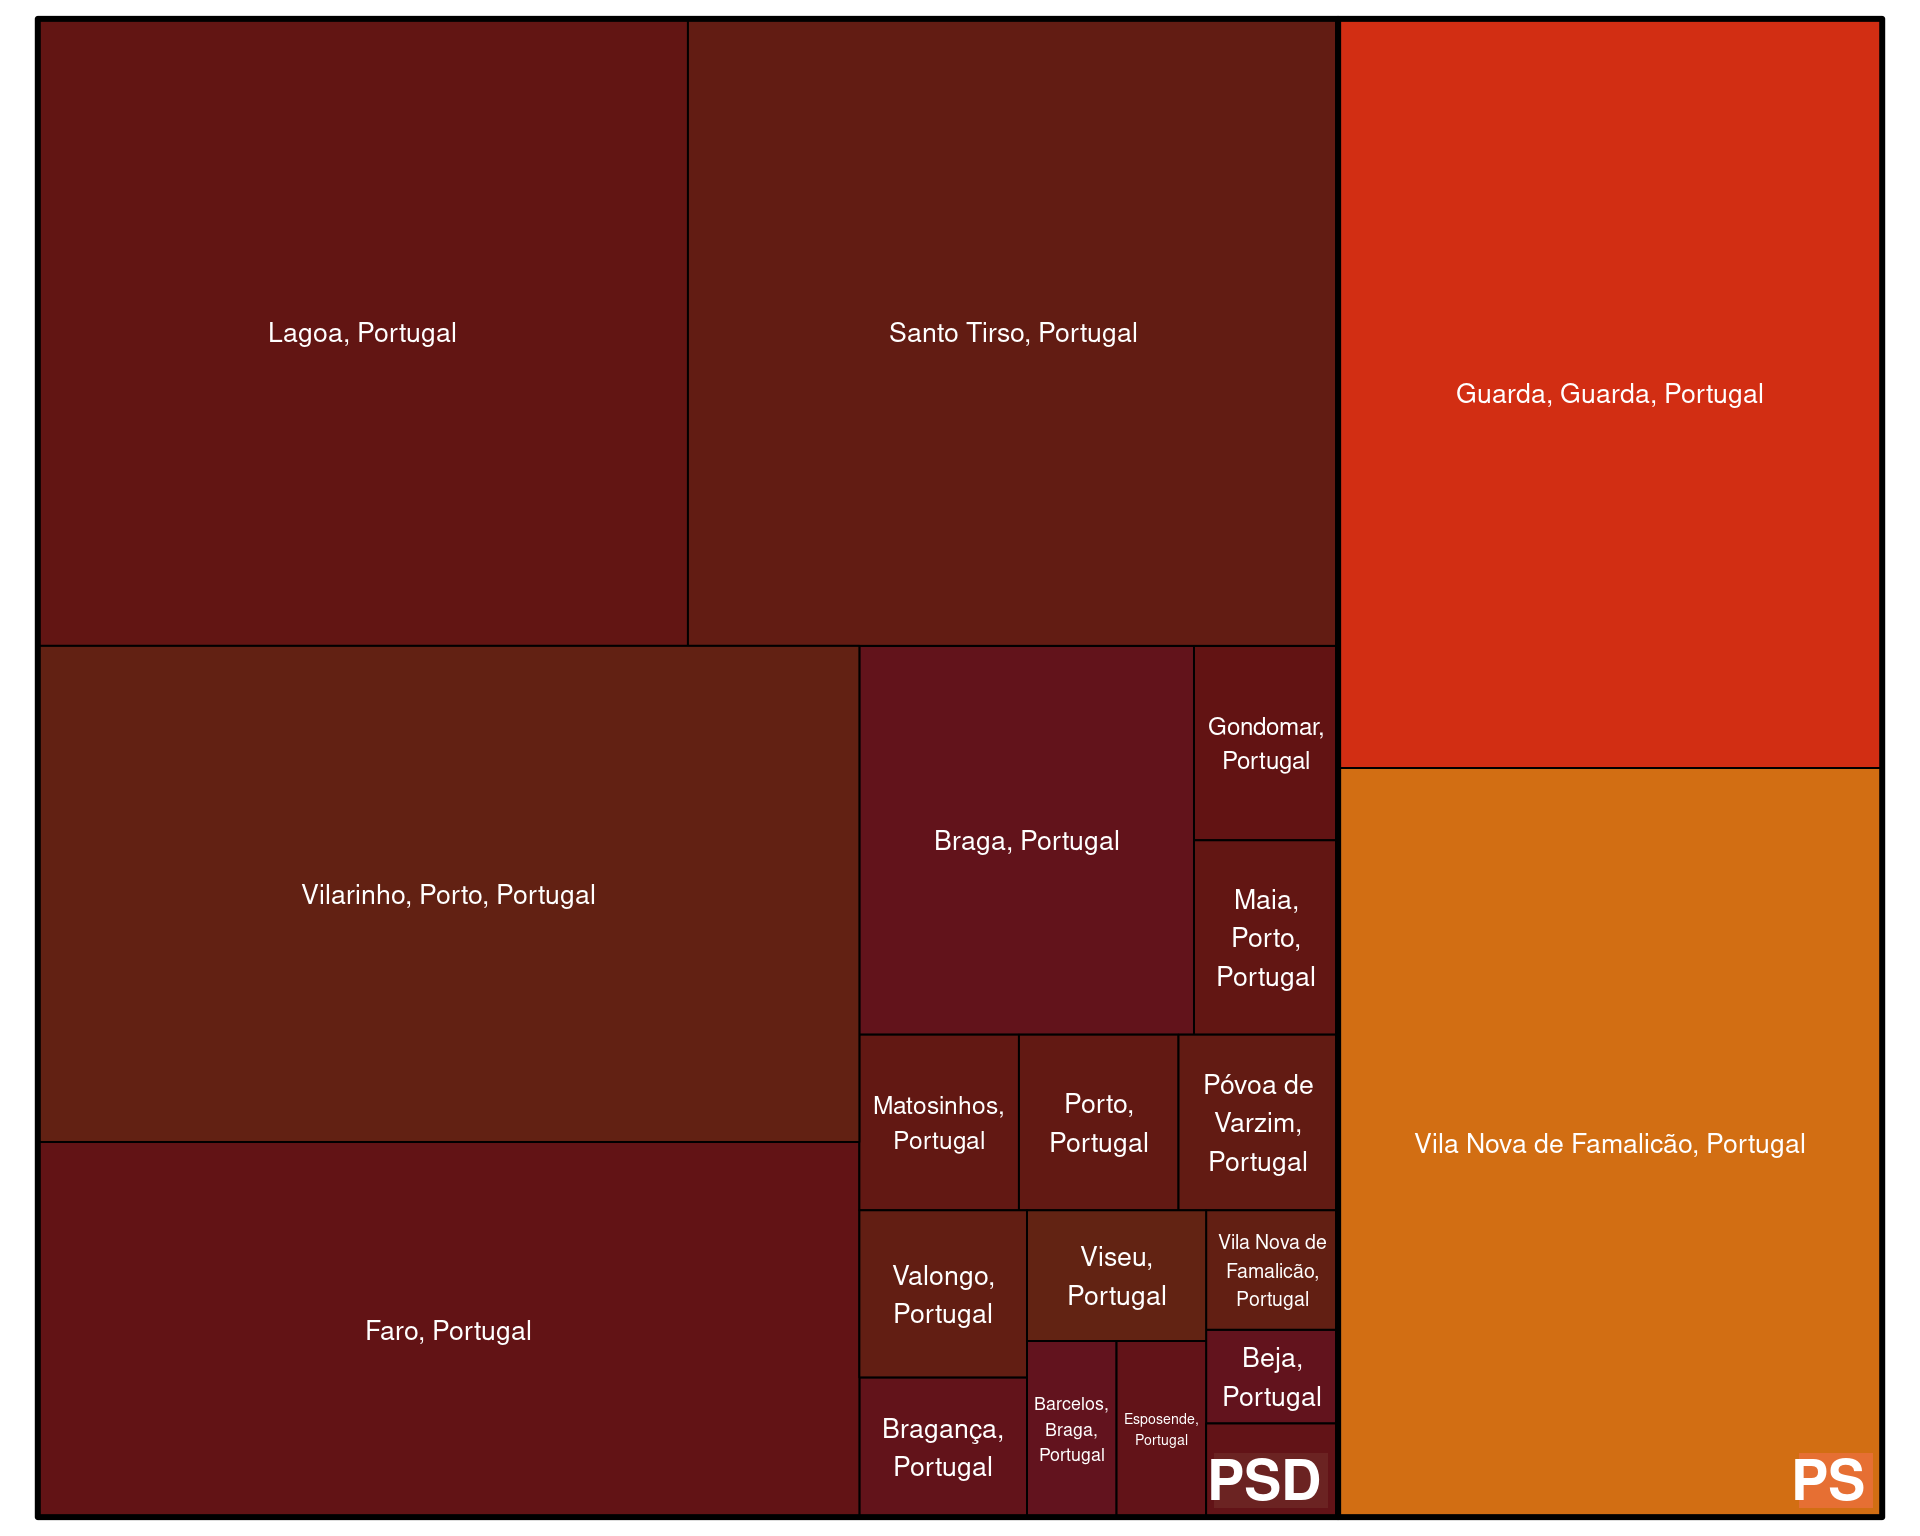 Lagoa, Portugal
Santo Tirso, Portugal
Guarda, Guarda, Portugal
Vilarinho, Porto, Portugal
Braga, Portugal
Gondomar,
Portugal
Maia,
Porto,
Portugal
Matosinhos,
Portugal
Porto,
Portugal
Póvoa de
Varzim,
Portugal
Vila Nova de Famalicão, Portugal
Faro, Portugal
Valongo,
Portugal
Viseu,
Portugal
Vila Nova de
Famalicão,
Portugal
Bragança,
Portugal
Barcelos,
Braga,
Portugal
Esposende,
Portugal
Beja,
Portugal
PSD
PS